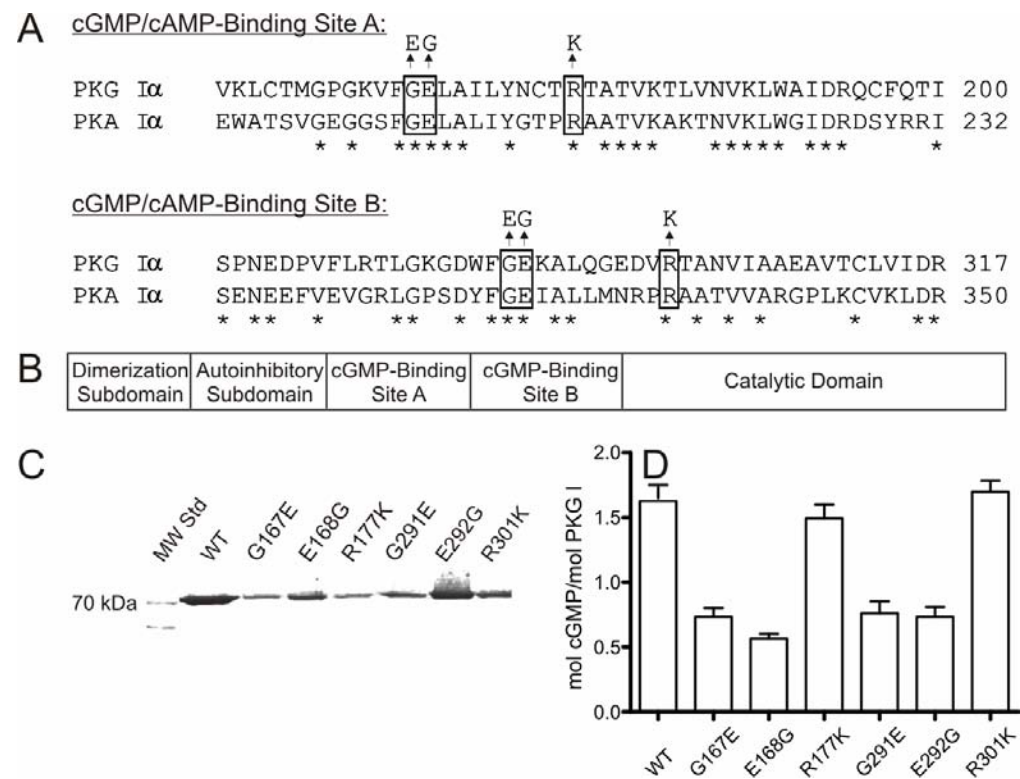 A
cGMP/cAMP-Binding Site A:
EG K
PKG Iα VKLCTMGPGKVFGELAILYNCTRTATVKTLVNVKLWAIDRQCFQTI 200
PKA Iα EWATSVGEGGSFGELALIYGTPRAATVKAKTNVKLWGIDRDSYRRI 232
* * ***** * * **** ***** *** *
cGMP/cAMP-Binding Site B:
EG K
PKG Iα SPNEDPVFLRTLGKGDWFGEKALQGEDVRTANVIAAEAVTCLVIDR 317
PKA Iα SENEEFVEVGRLGPSDYFGEIALLMNRPRAATVVARGPLKCVKLDR 350
* ** * ** * *** ** * * * * **
B
Dimerization Subdomain
Autoinhibitory Subdomain
cGMP-Binding Site A
cGMP-Binding Site B
Catalytic Domain
C
MW Std WT G167E E168G R177K G291E E292G R301K
70 kDa
D
mol cGMP/mol PKG I
2.0
1.5
1.0
0.5
0.0
WT G167E E168G R177K G291E E292G R301K